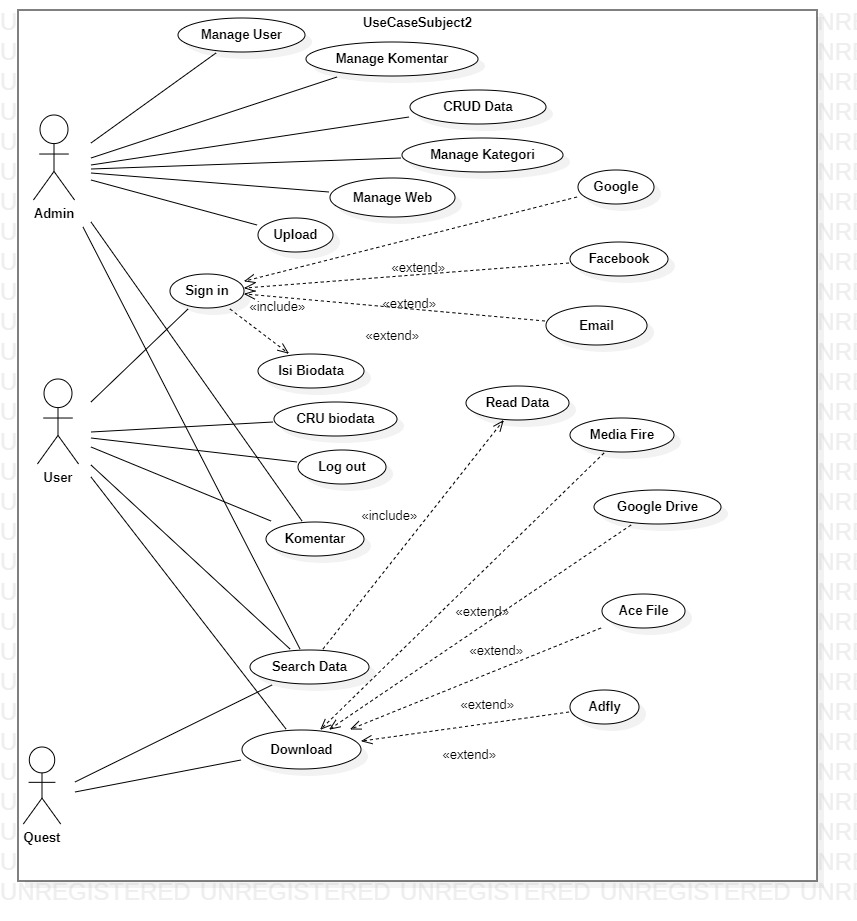 UseCaseSubject2
Manage User
Manage Komentar
CRUD Data
Manage Kategori
Google
Manage Web
Admin
Upload
Facebook
«extend»
Sign in
«extend»
«include»
Email
«extend»
Isi Biodata
Read Data
CRU biodata
Media Fire
Log out
User
Google Drive
«include»
Komentar
Ace File
«extend»
«extend»
Search Data
«extend»
Adfly
Download
«extend»
Quest
UNREGISTERED UNREGISTERED UNREGISTERED UNREGISTERED UNR